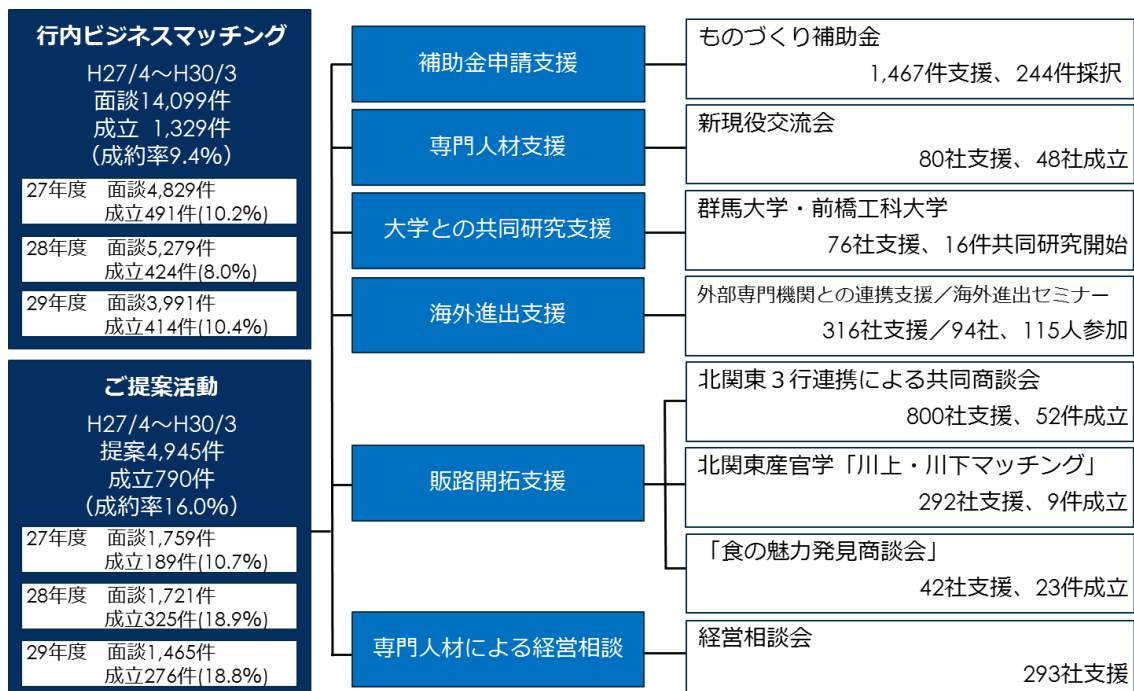 行内ビジネスマッチング
H27/4～H30/3
面談14,099件
成立 1,329件
（成約率9.4%）
27年度 面談4,829件
成立491件(10.2%)
28年度 面談5,279件
成立424件(8.0%)
29年度 面談3,991件
成立414件(10.4%)
ご提案活動
H27/4～H30/3
提案4,945件
成立790件
（成約率16.0%）
27年度 面談1,759件
成立189件(10.7%)
28年度 面談1,721件
成立325件(18.9%)
29年度 面談1,465件
成立276件(18.8%)
補助金申請支援
ものづくり補助金
1,467件支援、244件採択
専門人材支援
新現役交流会
80社支援、48社成立
大学との共同研究支援
群馬大学・前橋工科大学
76社支援、16件共同研究開始
海外進出支援
外部専門機関との連携支援／海外進出セミナー
316社支援／94社、115人参加
販路開拓支援
北関東３行連携による共同商談会
800社支援、52件成立
北関東産官学「川上・川下マッチング」
292社支援、9件成立
「食の魅力発見商談会」
42社支援、23件成立
専門人材による経営相談
経営相談会
293社支援